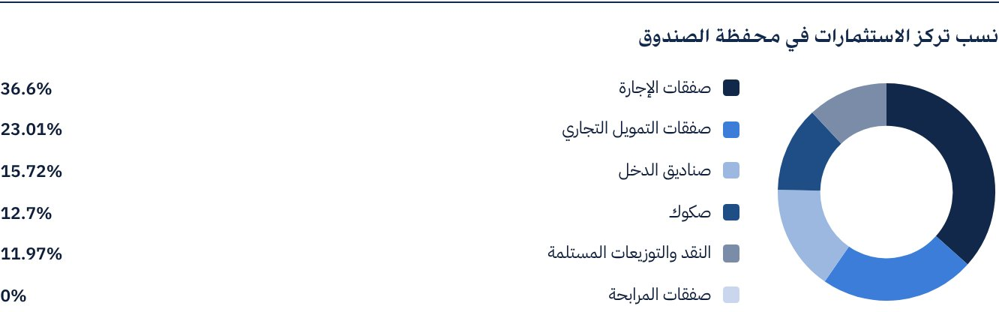 نسب تركز الاستثمارات في محفظة الصندوق
صفقات الإجارة 36.6%
صفقات التمويل التجاري 23.01%
صناديق الدخل 15.72%
صكوك 12.7%
النقد والتوزيعات المستلمة 11.97%
صفقات المرابحة 0%